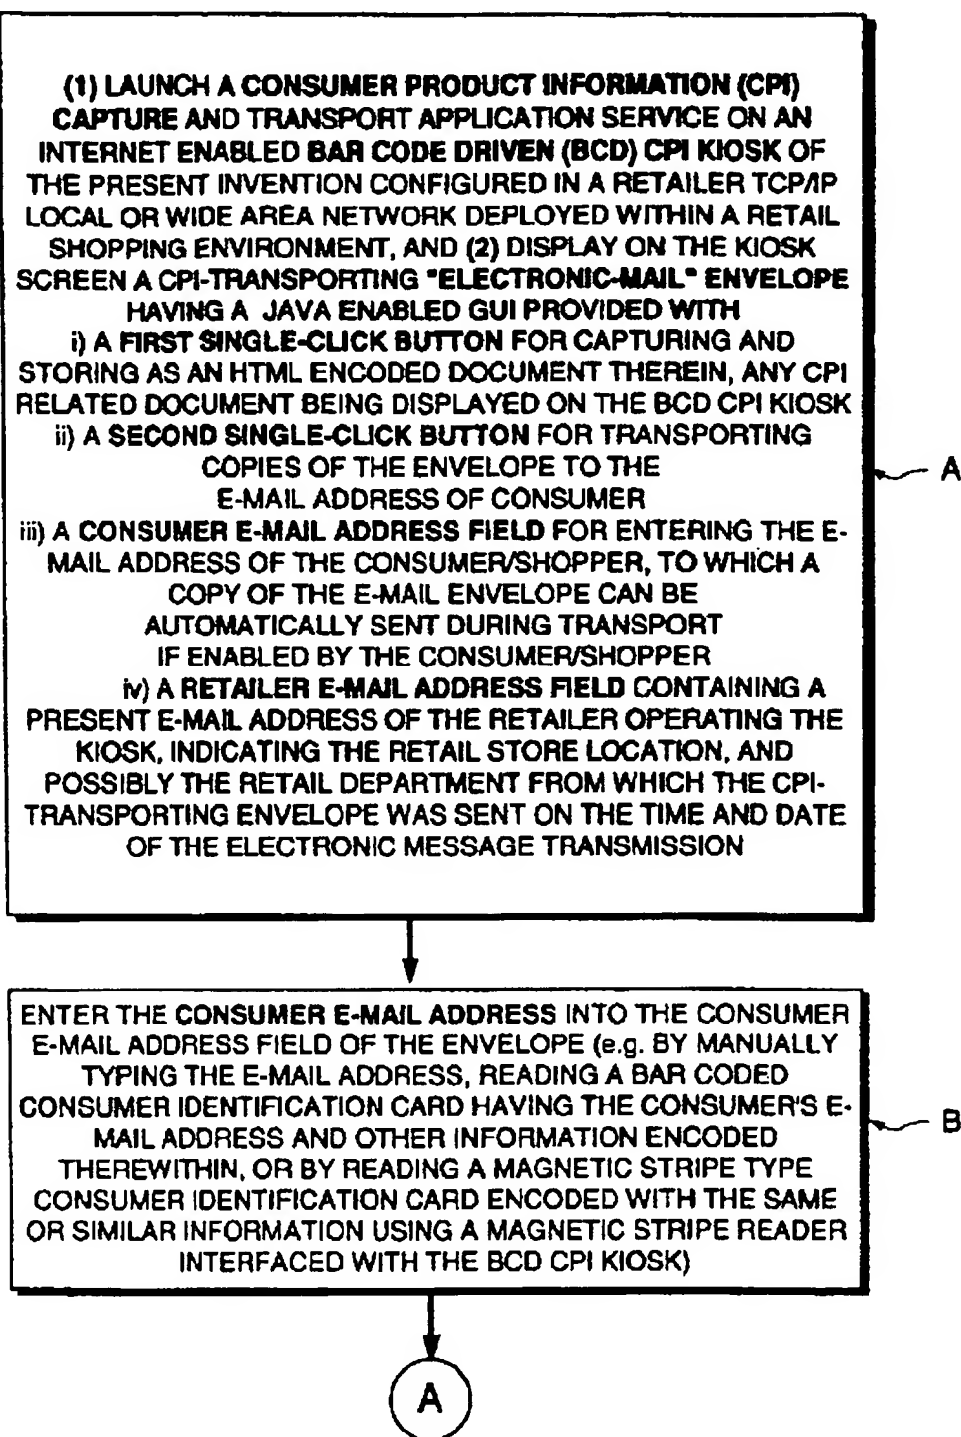 (1) LAUNCH A CONSUMER PRODUCT INFORMATION (CPI)
CAPTURE AND TRANSPORT APPLICATION SERVICE ON AN
INTERNET ENABLED BAR CODE DRIVEN (BCD) CPI KIOSK OF
THE PRESENT INVENTION CONFIGURED IN A RETAILER TCP/IP
LOCAL OR WIDE AREA NETWORK DEPLOYED WITHIN A RETAIL
SHOPPING ENVIRONMENT, AND (2) DISPLAY ON THE KIOSK
SCREEN A CPI-TRANSPORTING "ELECTRONIC-MAIL" ENVELOPE
HAVING A JAVA ENABLED GUI PROVIDED WITH
i) A FIRST SINGLE-CLICK BUTTON FOR CAPTURING AND
STORING AS AN HTML ENCODED DOCUMENT THEREIN, ANY CPI
RELATED DOCUMENT BEING DISPLAYED ON THE BCD CPI KIOSK
ii) A SECOND SINGLE-CLICK BUTTON FOR TRANSPORTING
COPIES OF THE ENVELOPE TO THE
E-MAIL ADDRESS OF CONSUMER
iii) A CONSUMER E-MAIL ADDRESS FIELD FOR ENTERING THE E-
MAIL ADDRESS OF THE CONSUMER/SHOPPER, TO WHICH A
COPY OF THE E-MAIL ENVELOPE CAN BE
AUTOMATICALLY SENT DURING TRANSPORT
IF ENABLED BY THE CONSUMER/SHOPPER
iv) A RETAILER E-MAIL ADDRESS FIELD CONTAINING A
PRESENT E-MAIL ADDRESS OF THE RETAILER OPERATING THE
KIOSK, INDICATING THE RETAIL STORE LOCATION, AND
POSSIBLY THE RETAIL DEPARTMENT FROM WHICH THE CPI-
TRANSPORTING ENVELOPE WAS SENT ON THE TIME AND DATE
OF THE ELECTRONIC MESSAGE TRANSMISSION
A
ENTER THE CONSUMER E-MAIL ADDRESS INTO THE CONSUMER
E-MAIL ADDRESS FIELD OF THE ENVELOPE (e.g. BY MANUALLY
TYPING THE E-MAIL ADDRESS, READING A BAR CODED
CONSUMER IDENTIFICATION CARD HAVING THE CONSUMER'S E-
MAIL ADDRESS AND OTHER INFORMATION ENCODED
THEREWITHIN, OR BY READING A MAGNETIC STRIPE TYPE
CONSUMER IDENTIFICATION CARD ENCODED WITH THE SAME
OR SIMILAR INFORMATION USING A MAGNETIC STRIPE READER
INTERFACED WITH THE BCD CPI KIOSK)
B
A